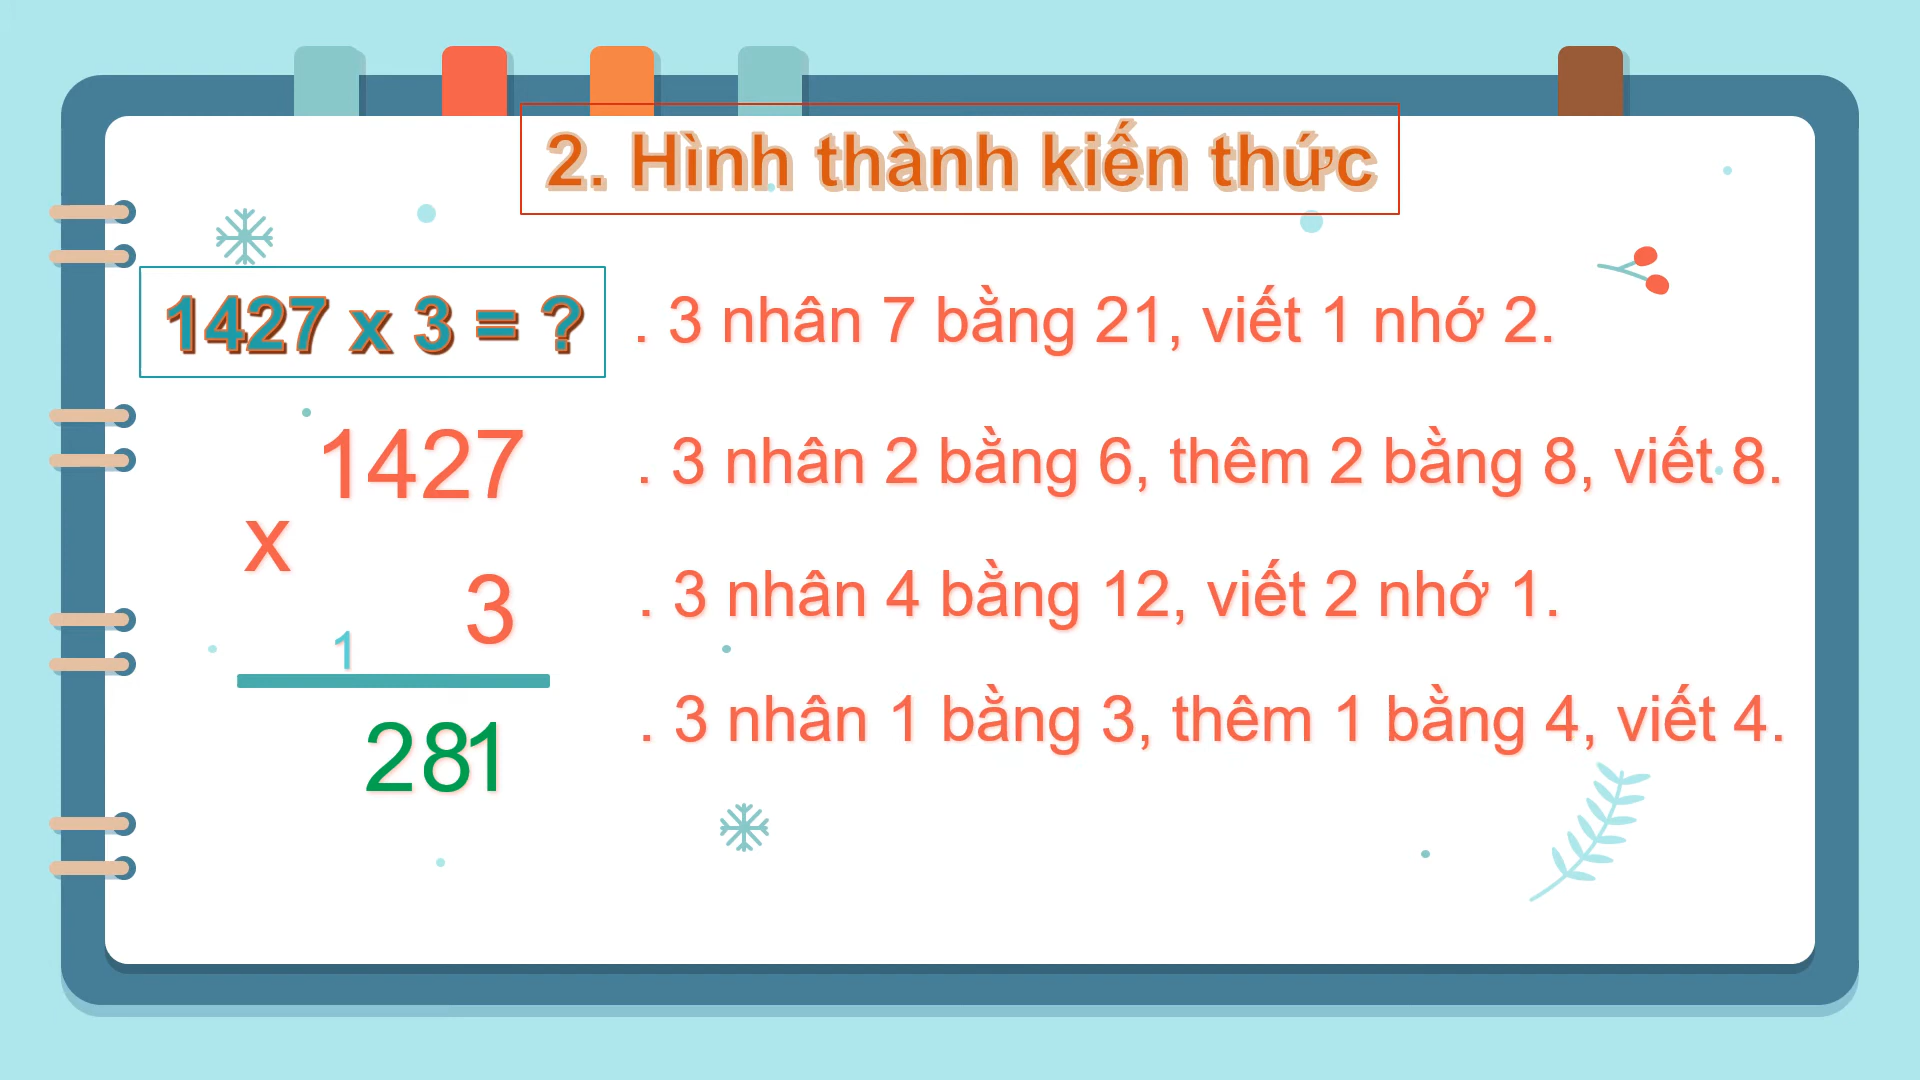 2. Hình thành kiến thức
1427 x 3 = ?
1427
x
3
1
281
. 3 nhân 7 bằng 21, viết 1 nhớ 2.
. 3 nhân 2 bằng 6, thêm 2 bằng 8, viết 8.
. 3 nhân 4 bằng 12, viết 2 nhớ 1.
. 3 nhân 1 bằng 3, thêm 1 bằng 4, viết 4.